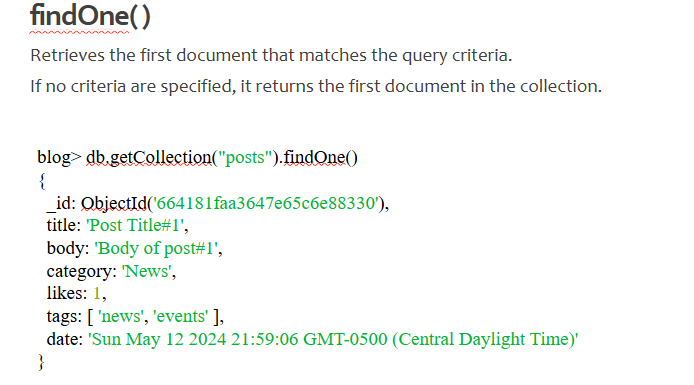 findOne()
Retrieves the first document that matches the query criteria.
If no criteria are specified, it returns the first document in the collection.
blog> db.getCollection("posts").findOne()
{
  _id: ObjectId('664181faa3647e65c6e88330'),
  title: 'Post Title#1',
  body: 'Body of post#1',
  category: 'News',
  likes: 1,
  tags: [ 'news', 'events' ],
  date: 'Sun May 12 2024 21:59:06 GMT-0500 (Central Daylight Time)'
}